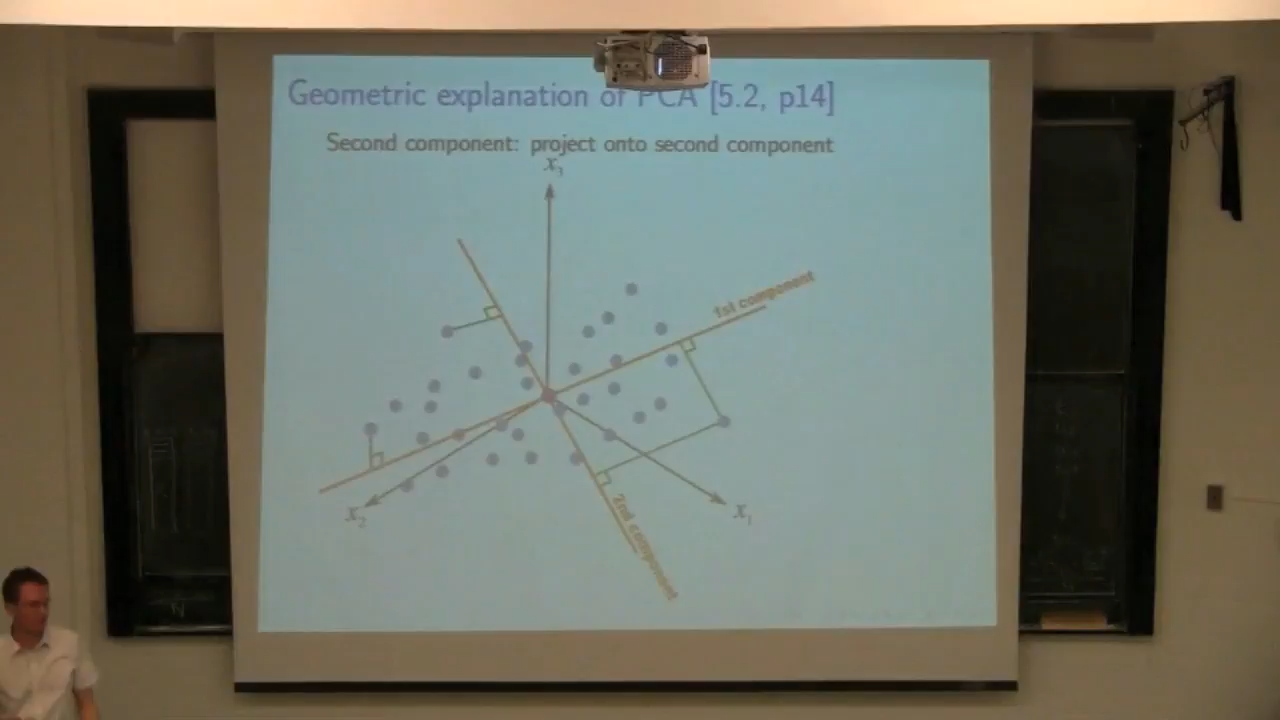 Geometric explanation of PCA [5.2, p14]
Second component: project onto second component
x₃
1st component
x₂
x₁
2nd component